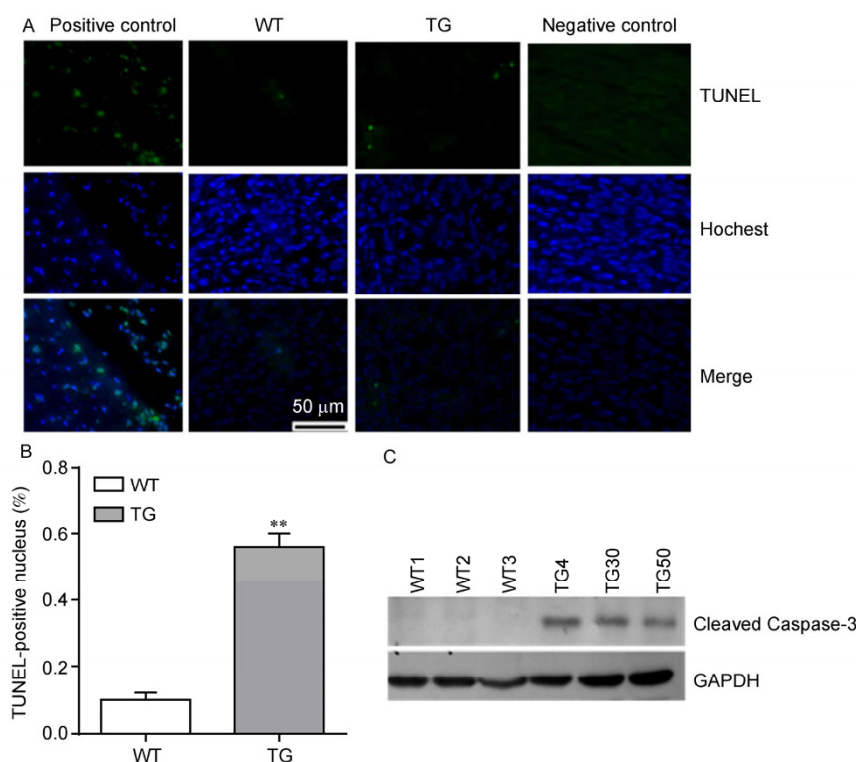 A Positive control WT TG Negative control
TUNEL
Hochest
Merge
50 μm
B
TUNEL-positive nucleus (%)
0.8
0.6
0.4
0.2
0.0
WT
TG
**
WT TG
C
WT1 WT2 WT3 TG4 TG30 TG50
Cleaved Caspase-3
GAPDH